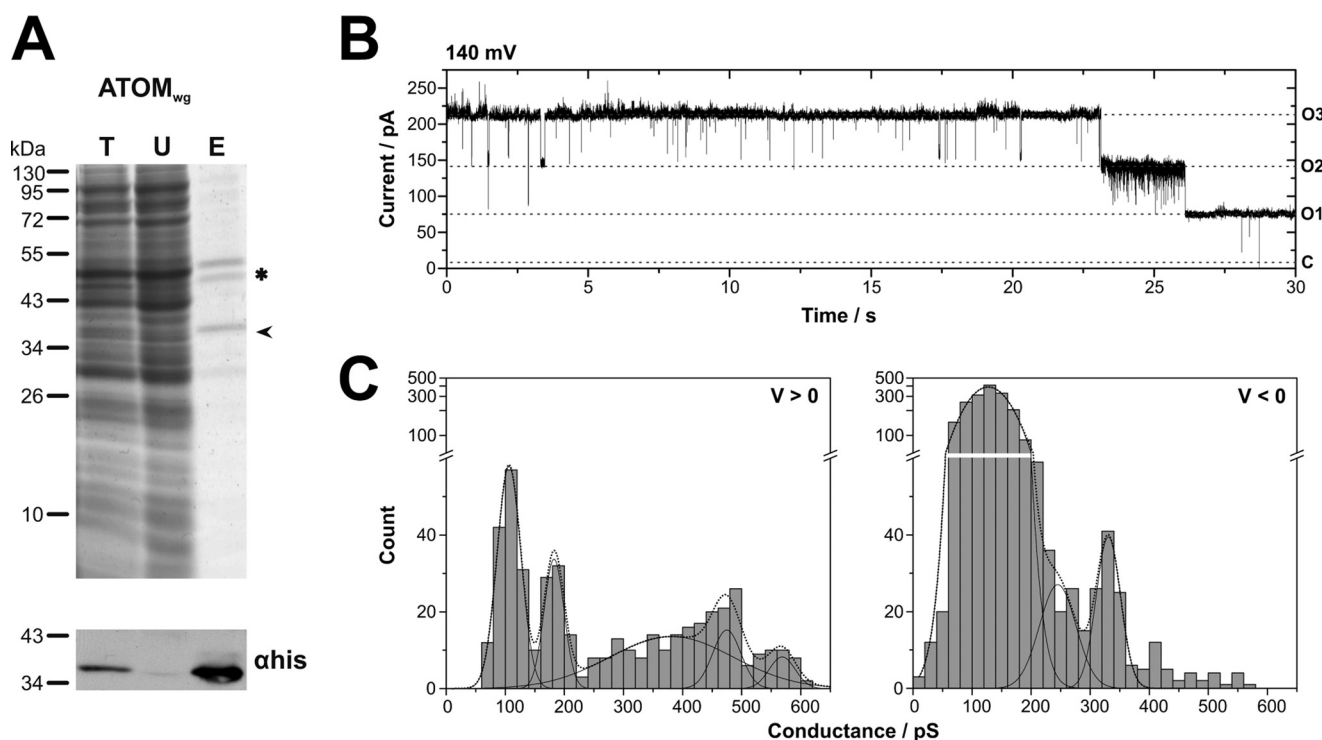 A
ATOMwg
kDa T U E
130
95
72
55
*
43
34
26
10
43
34
αhis
B
140 mV
Current / pA
250
200
150
100
50
0
O3
O2
O1
C
0 5 10 15 20 25 30
Time / s
C
V > 0
V < 0
Count
500
300
100
40
20
0
500
300
100
40
20
0
0 100 200 300 400 500 600
0 100 200 300 400 500 600
Conductance / pS